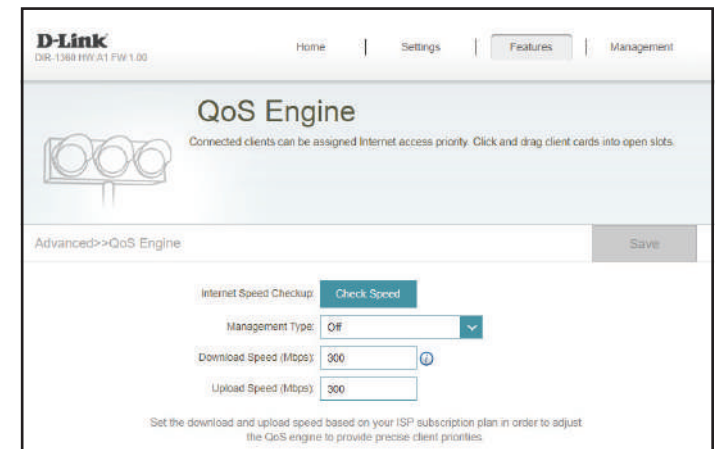 D-Link
DIR-1360 HW:A1 FW:1.00
Home | Settings | Features | Management
QoS Engine
Connected clients can be assigned Internet access priority. Click and drag client cards into open slots.
Advanced>>QoS Engine
Save
Internet Speed Checkup: Check Speed
Management Type: Off
Download Speed (Mbps): 300
Upload Speed (Mbps): 300
Set the download and upload speed based on your ISP subscription plan in order to adjust
the QoS engine to provide precise client priorities.